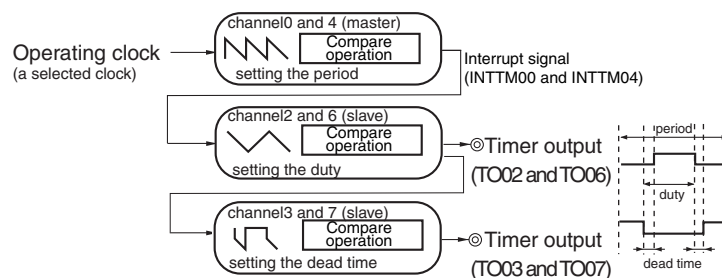 channel0 and 4 (master)
Compare
operation
setting the period
Operating clock
(a selected clock)
Interrupt signal
(INTTM00 and INTTM04)
channel2 and 6 (slave)
Compare
operation
setting the duty
◎Timer output
(TO02 and TO06)
period
duty
channel3 and 7 (slave)
Compare
operation
setting the dead time
◎Timer output
(TO03 and TO07)
dead time